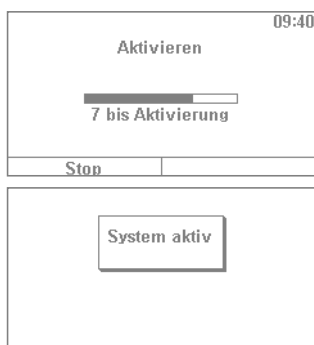 09:40
Aktivieren
7 bis Aktivierung
Stop
System aktiv